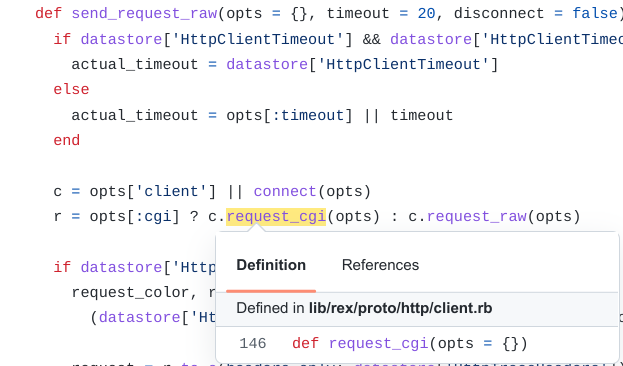 def send_request_raw(opts = {}, timeout = 20, disconnect = false)
if datastore['HttpClientTimeout'] && datastore['HttpClientTimeo
actual_timeout = datastore['HttpClientTimeout']
else
actual_timeout = opts[:timeout] || timeout
end
c = opts['client'] || connect(opts)
r = opts[:cgi] ? c.request_cgi(opts) : c.request_raw(opts)
if datastore['Http
request_color, r
(datastore['Ht
Definition References
Defined in lib/rex/proto/http/client.rb
146 def request_cgi(opts = {})